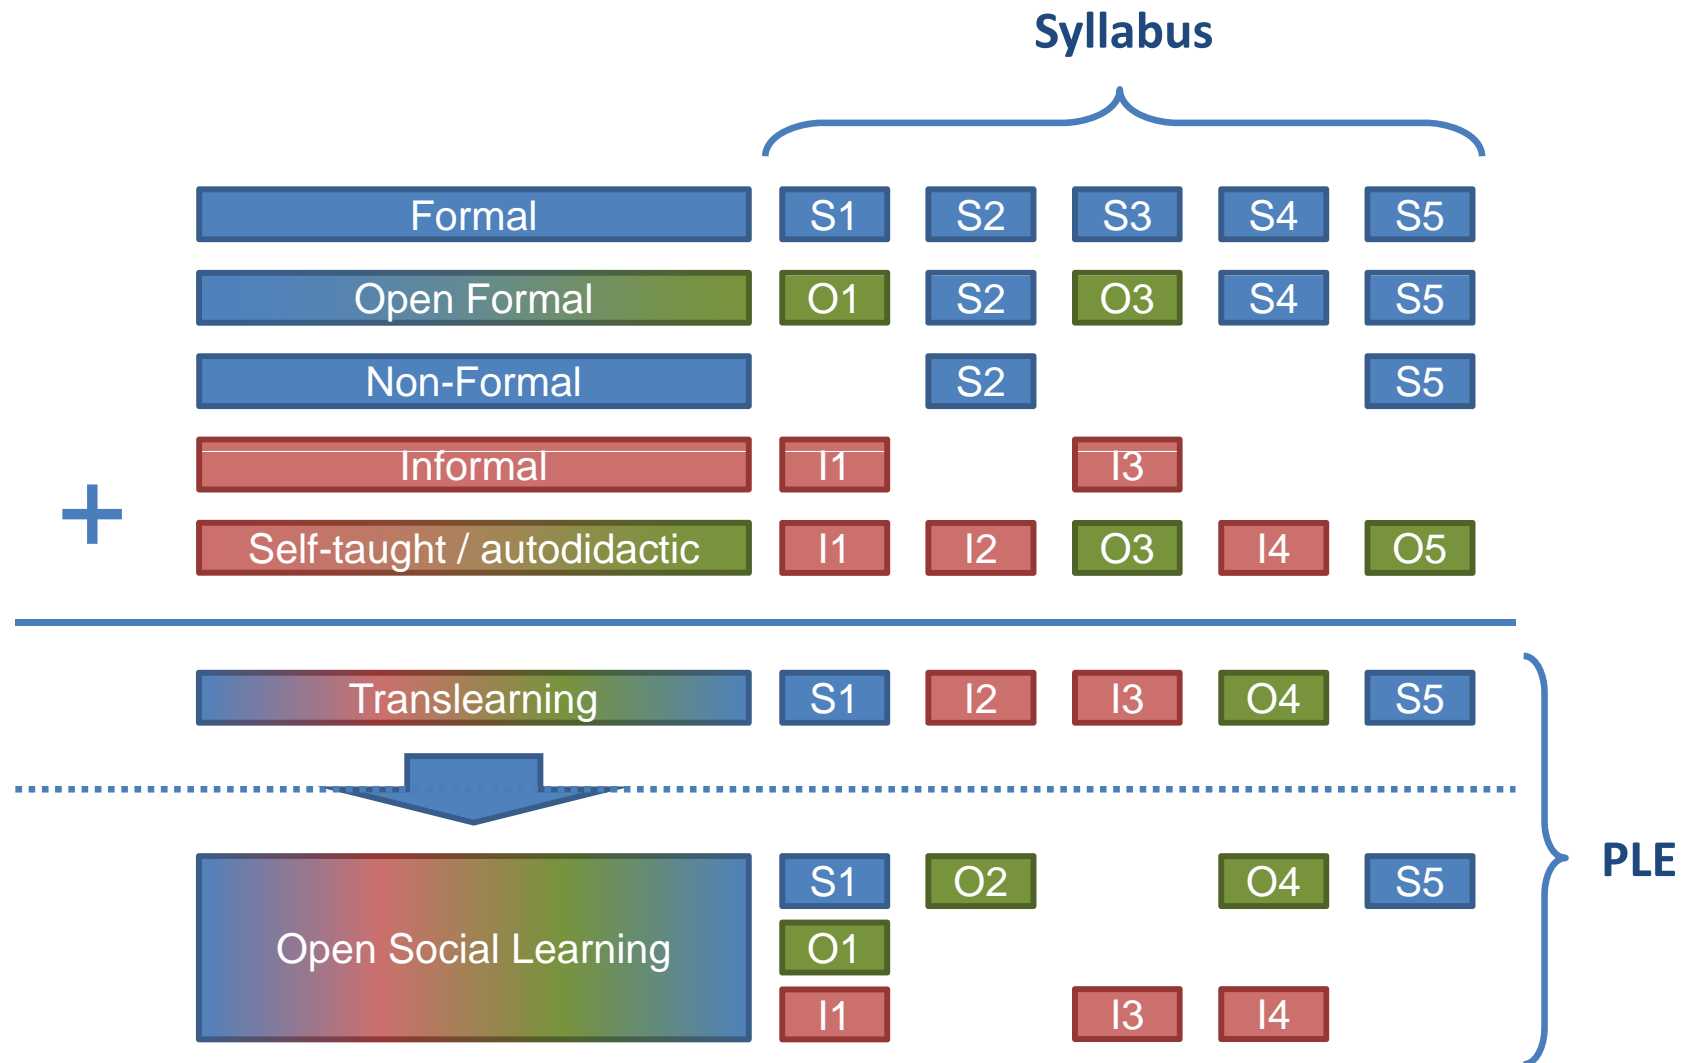 Syllabus
Formal S1 S2 S3 S4 S5
Open Formal O1 S2 O3 S4 S5
Non-Formal S2 S5
Informal I1 I3
+
Self-taught / autodidactic I1 I2 O3 I4 O5
Translearning S1 I2 I3 O4 S5
S1 O2 O4 S5
PLE
Open Social Learning O1
I1 I3 I4